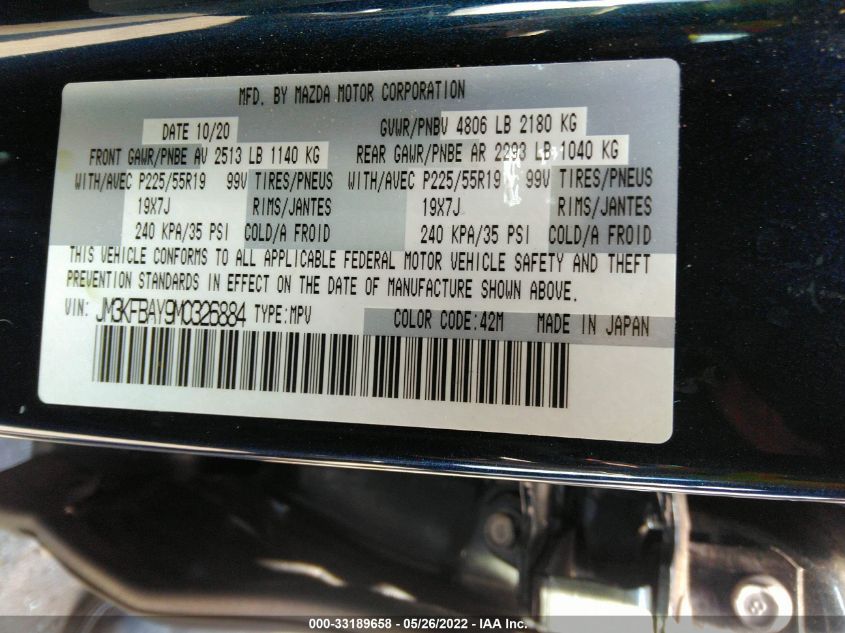 MFD. BY MAZDA MOTOR CORPORATION
DATE 10/20 GVWR/PNBV 4806 LB 2180 KG
FRONT GAWR/PNBE AV 2513 LB 1140 KG REAR GAWR/PNBE AR 2293 LB 1040 KG
WITH/AVEC P225/55R19 99V TIRES/PNEUS WITH/AVEC P225/55R19 99V TIRES/PNEUS
19X7J RIMS/JANTES 19X7J RIMS/JANTES
240 KPA/35 PSI COLD/A FROID 240 KPA/35 PSI COLD/A FROID
THIS VEHICLE CONFORMS TO ALL APPLICABLE FEDERAL MOTOR VEHICLE SAFETY AND THEFT
PREVENTION STANDARDS IN EFFECT ON THE DATE OF MANUFACTURE SHOWN ABOVE.
VIN: JM3KFBAY9M0326884 TYPE:MPV COLOR CODE:42M MADE IN JAPAN
000-33189658 - 05/26/2022 - IAA Inc.